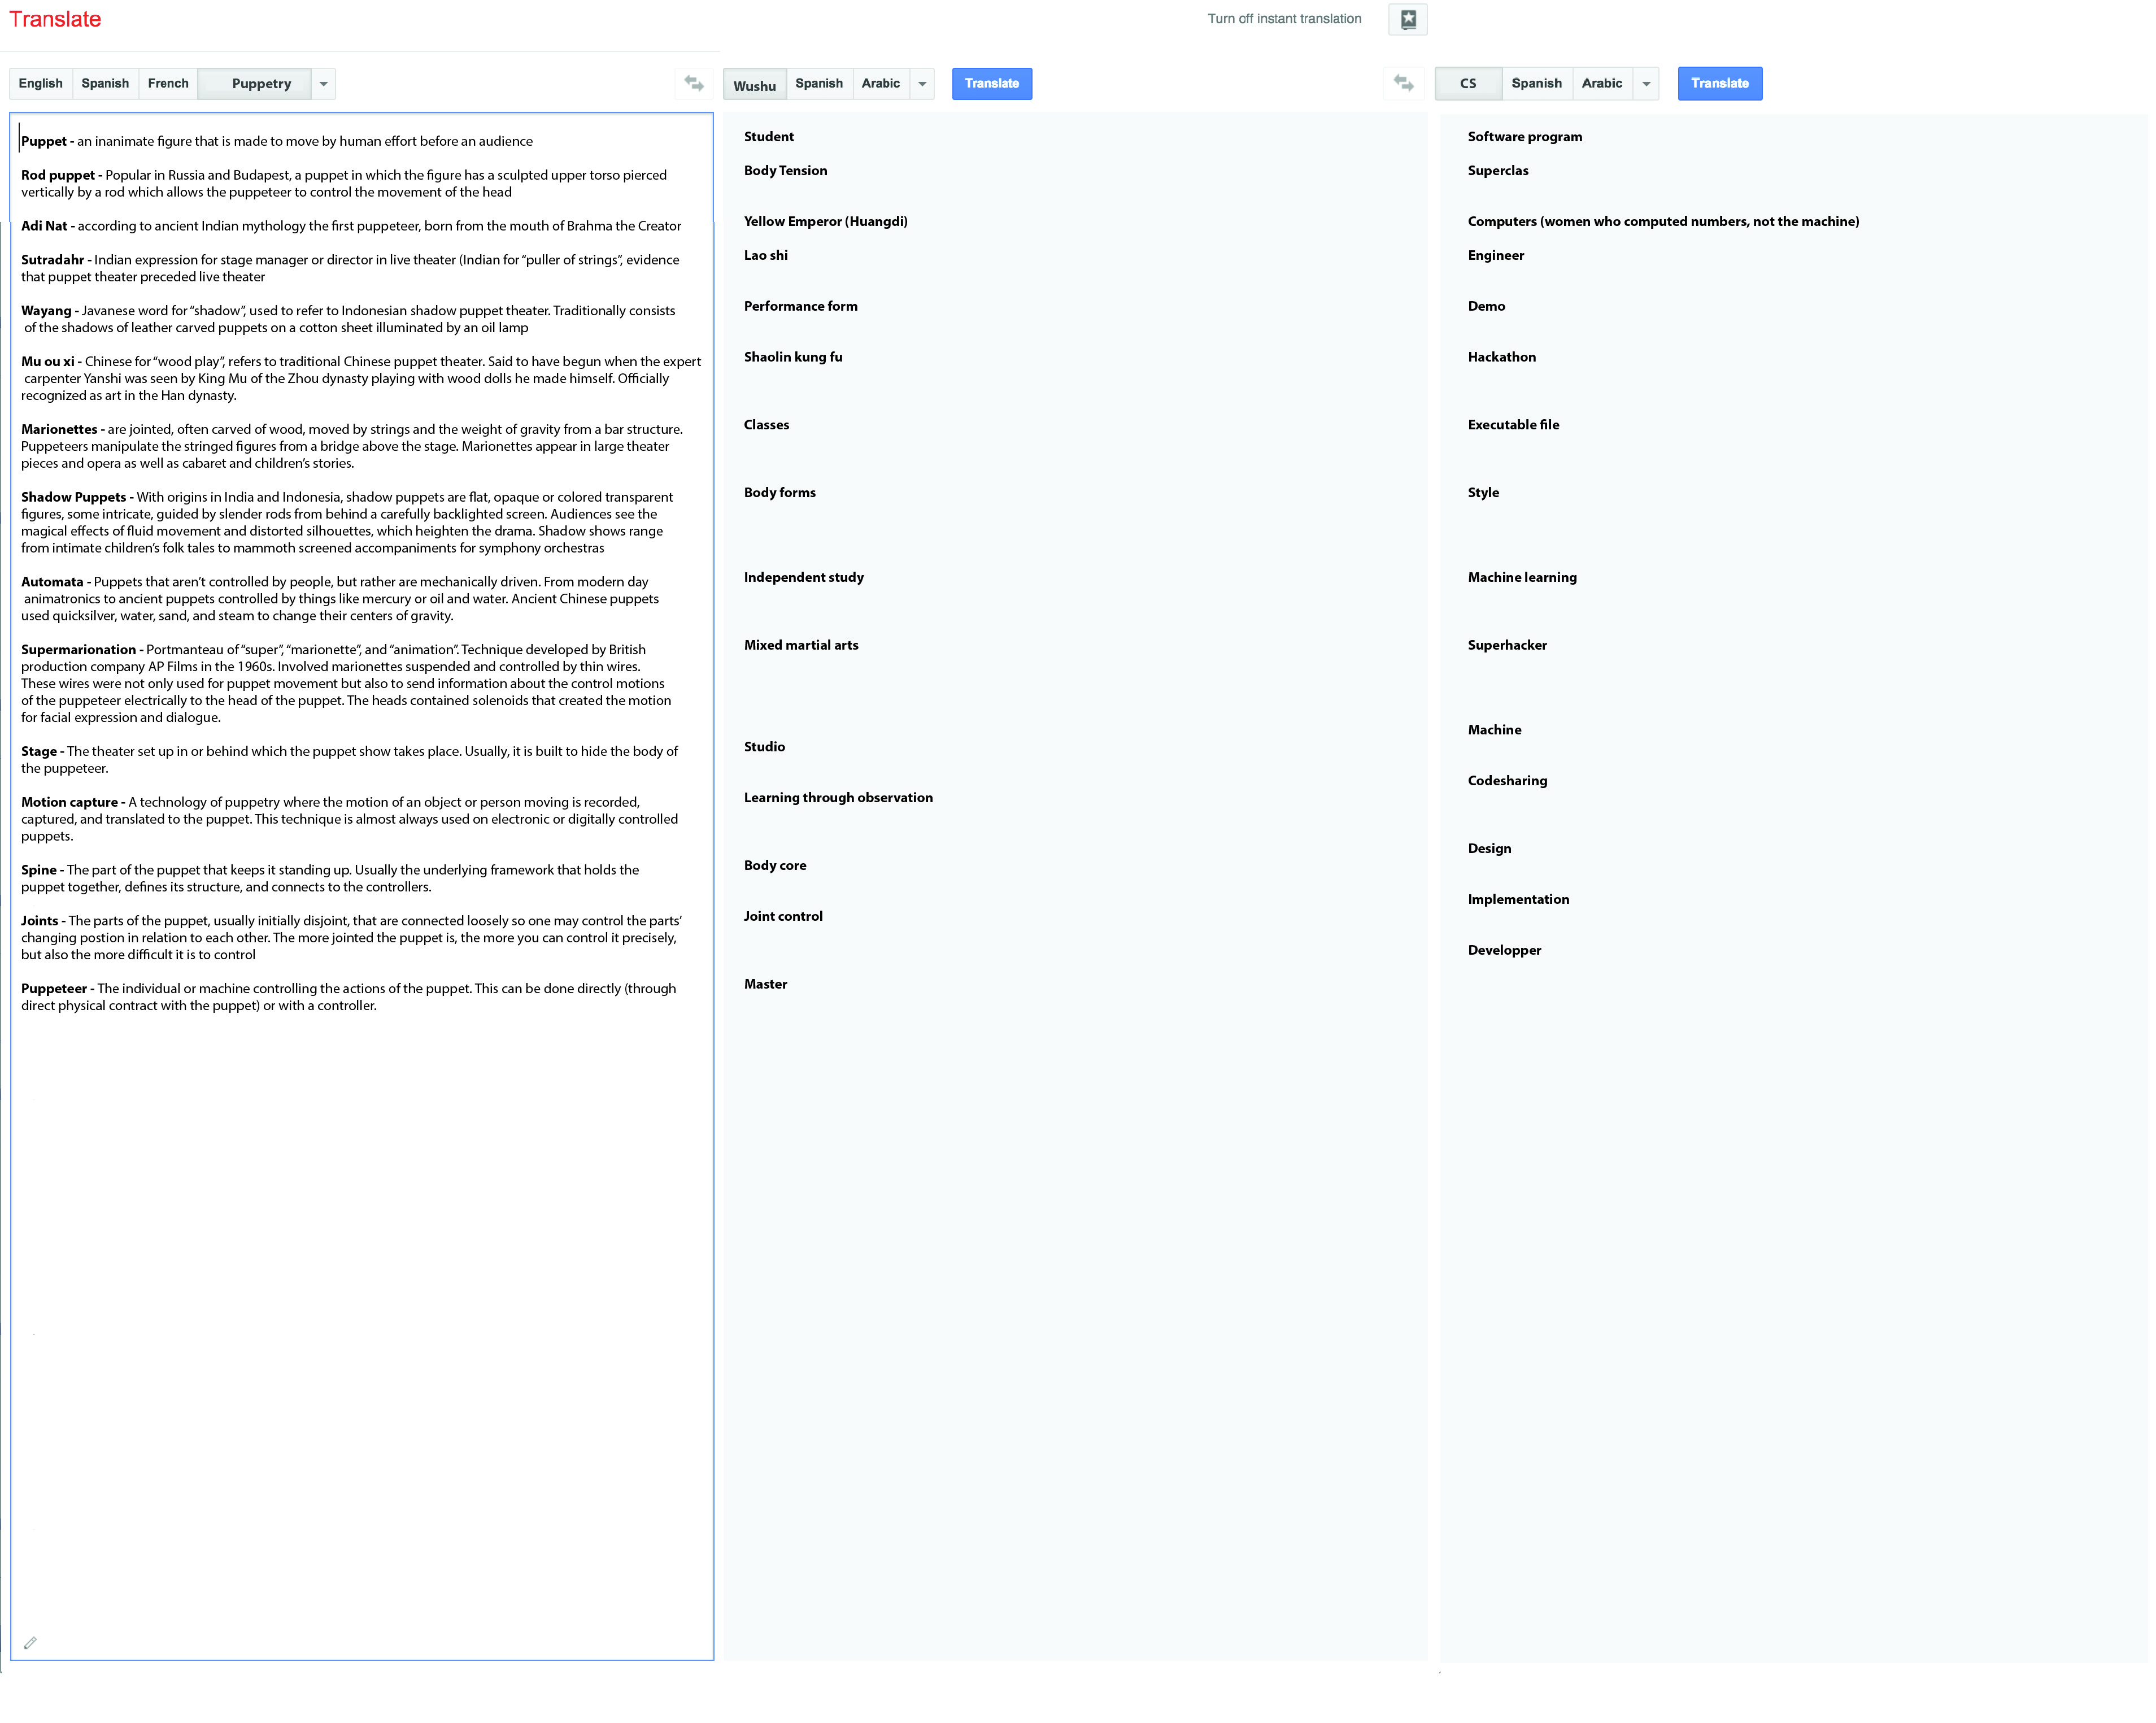 Translate
Turn off instant translation
English Spanish French Puppetry
Wushu Spanish Arabic Translate
CS Spanish Arabic Translate
Puppet - an inanimate figure that is made to move by human effort before an audience
Rod puppet - Popular in Russia and Budapest, a puppet in which the figure has a sculpted upper torso pierced
vertically by a rod which allows the puppeteer to control the movement of the head
Adi Nat - according to ancient Indian mythology the first puppeteer, born from the mouth of Brahma the Creator
Sutradahr - Indian expression for stage manager or director in live theater (Indian for “puller of strings”, evidence
that puppet theater preceded live theater
Wayang - Javanese word for “shadow”, used to refer to Indonesian shadow puppet theater. Traditionally consists
of the shadows of leather carved puppets on a cotton sheet illuminated by an oil lamp
Mu ou xi - Chinese for “wood play”, refers to traditional Chinese puppet theater. Said to have begun when the expert
carpenter Yanshi was seen by King Mu of the Zhou dynasty playing with wood dolls he made himself. Officially
recognized as art in the Han dynasty.
Marionettes - are jointed, often carved of wood, moved by strings and the weight of gravity from a bar structure.
Puppeteers manipulate the stringed figures from a bridge above the stage. Marionettes appear in large theater
pieces and opera as well as cabaret and children’s stories.
Shadow Puppets - With origins in India and Indonesia, shadow puppets are flat, opaque or colored transparent
figures, some intricate, guided by slender rods from behind a carefully backlighted screen. Audiences see the
magical effects of fluid movement and distorted silhouettes, which heighten the drama. Shadow shows range
from intimate children’s folk tales to mammoth screened accompaniments for symphony orchestras
Automata - Puppets that aren’t controlled by people, but rather are mechanically driven. From modern day
animatronics to ancient puppets controlled by things like mercury or oil and water. Ancient Chinese puppets
used quicksilver, water, sand, and steam to change their centers of gravity.
Supermarionation - Portmanteau of “super”, “marionette”, and “animation”. Technique developed by British
production company AP Films in the 1960s. Involved marionettes suspended and controlled by thin wires.
These wires were not only used for puppet movement but also to send information about the control motions
of the puppeteer electrically to the head of the puppet. The heads contained solenoids that created the motion
for facial expression and dialogue.
Stage - The theater set up in or behind which the puppet show takes place. Usually, it is built to hide the body of
the puppeteer.
Motion capture - A technology of puppetry where the motion of an object or person moving is recorded,
captured, and translated to the puppet. This technique is almost always used on electronic or digitally controlled
puppets.
Spine - The part of the puppet that keeps it standing up. Usually the underlying framework that holds the
puppet together, defines its structure, and connects to the controllers.
Joints - The parts of the puppet, usually initially disjoint, that are connected loosely so one may control the parts’
changing postion in relation to each other. The more jointed the puppet is, the more you can control it precisely,
but also the more difficult it is to control
Puppeteer - The individual or machine controlling the actions of the puppet. This can be done directly (through
direct physical contract with the puppet) or with a controller.
Student
Body Tension
Yellow Emperor (Huangdi)
Lao shi
Performance form
Shaolin kung fu
Classes
Body forms
Independent study
Mixed martial arts
Studio
Learning through observation
Body core
Joint control
Master
Software program
Superclas
Computers (women who computed numbers, not the machine)
Engineer
Demo
Hackathon
Executable file
Style
Machine learning
Superhacker
Machine
Codesharing
Design
Implementation
Developper